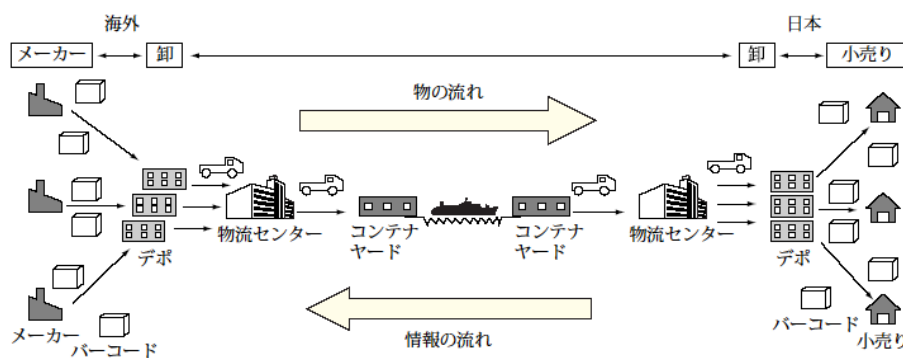 海外
日本
メーカー
卸
卸
小売り
物の流れ
物流センター
コンテナ
ヤード
コンテナ
ヤード
物流センター
デポ
デポ
情報の流れ
メーカー
バーコード
バーコード
小売り